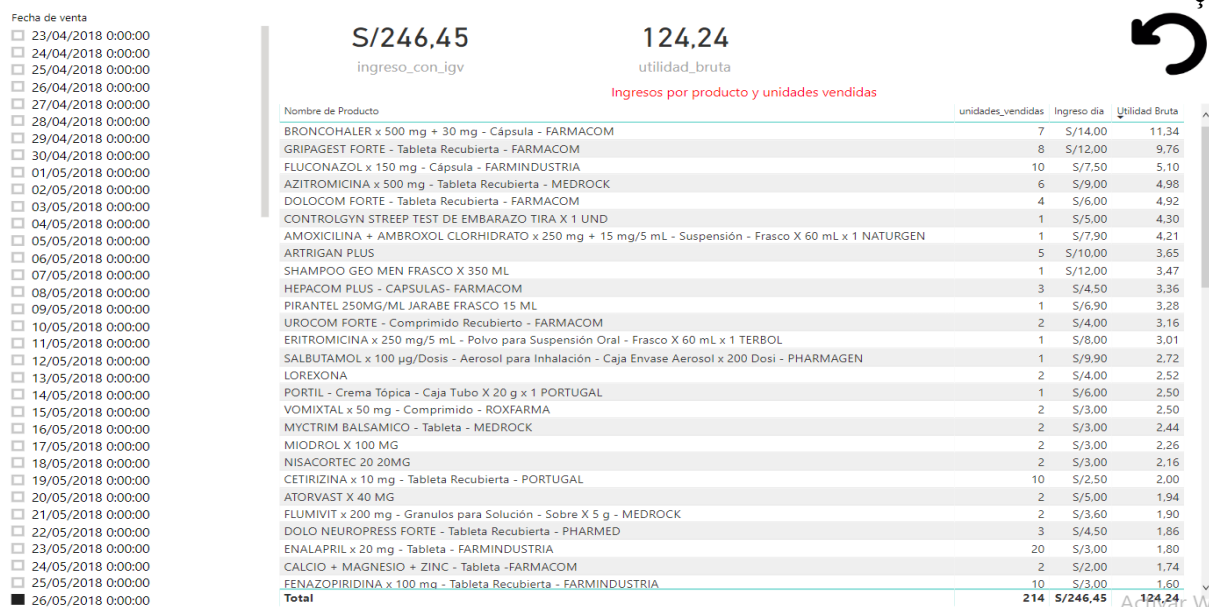 Fecha de venta
23/04/2018 0:00:00
24/04/2018 0:00:00
25/04/2018 0:00:00
26/04/2018 0:00:00
27/04/2018 0:00:00
28/04/2018 0:00:00
29/04/2018 0:00:00
30/04/2018 0:00:00
01/05/2018 0:00:00
02/05/2018 0:00:00
03/05/2018 0:00:00
04/05/2018 0:00:00
05/05/2018 0:00:00
06/05/2018 0:00:00
07/05/2018 0:00:00
08/05/2018 0:00:00
09/05/2018 0:00:00
10/05/2018 0:00:00
11/05/2018 0:00:00
12/05/2018 0:00:00
13/05/2018 0:00:00
14/05/2018 0:00:00
15/05/2018 0:00:00
16/05/2018 0:00:00
17/05/2018 0:00:00
18/05/2018 0:00:00
19/05/2018 0:00:00
20/05/2018 0:00:00
21/05/2018 0:00:00
22/05/2018 0:00:00
23/05/2018 0:00:00
24/05/2018 0:00:00
25/05/2018 0:00:00
26/05/2018 0:00:00
S/246,45
ingreso_con_igv
124,24
utilidad_bruta
Ingresos por producto y unidades vendidas
Nombre de Producto unidades_vendidas Ingreso dia Utilidad Bruta
BRONCOHALER x 500 mg + 30 mg - Cápsula - FARMACOM 7 S/14,00 11,34
GRIPAGEST FORTE - Tableta Recubierta - FARMACOM 8 S/12,00 9,76
FLUCONAZOL x 150 mg - Cápsula - FARMINDUSTRIA 10 S/7,50 5,10
AZITROMICINA x 500 mg - Tableta Recubierta - MEDROCK 6 S/9,00 4,98
DOLOCOM FORTE - Tableta Recubierta - FARMACOM 4 S/6,00 4,92
CONTROLGYN STREEP TEST DE EMBARAZO TIRA X 1 UND 1 S/5,00 4,30
AMOXICILINA + AMBROXOL CLORHIDRATO x 250 mg + 15 mg/5 mL - Suspensión - Frasco X 60 mL x 1 NATURGEN 1 S/7,90 4,21
ARTRIGAN PLUS 5 S/10,00 3,65
SHAMPOO GEO MEN FRASCO X 350 ML 1 S/12,00 3,47
HEPACOM PLUS - CAPSULAS- FARMACOM 3 S/4,50 3,36
PIRANTEL 250MG/ML JARABE FRASCO 15 ML 1 S/6,90 3,28
UROCOM FORTE - Comprimido Recubierto - FARMACOM 2 S/4,00 3,16
ERITROMICINA x 250 mg/5 mL - Polvo para Suspensión Oral - Frasco X 60 mL x 1 TERBOL 1 S/8,00 3,01
SALBUTAMOL x 100 µg/Dosis - Aerosol para Inhalación - Caja Envase Aerosol x 200 Dosi - PHARMAGEN 1 S/9,90 2,72
LOREXONA 2 S/4,00 2,52
PORTIL - Crema Tópica - Caja Tubo X 20 g x 1 PORTUGAL 1 S/6,00 2,50
VOMIXTAL x 50 mg - Comprimido - ROXFARMA 2 S/3,00 2,50
MYCTRIM BALSAMICO - Tableta - MEDROCK 2 S/3,00 2,44
MIODROL X 100 MG 2 S/3,00 2,26
NISACORTEC 20 20MG 2 S/3,00 2,16
CETIRIZINA x 10 mg - Tableta Recubierta - PORTUGAL 10 S/2,50 2,00
ATORVAST X 40 MG 2 S/5,00 1,94
FLUMIVIT x 200 mg - Granulos para Solución - Sobre X 5 g - MEDROCK 2 S/3,60 1,90
DOLO NEUROPRESS FORTE - Tableta Recubierta - PHARMED 3 S/4,50 1,86
ENALAPRIL x 20 mg - Tableta - FARMINDUSTRIA 20 S/3,00 1,80
CALCIO + MAGNESIO + ZINC - Tableta -FARMACOM 2 S/2,00 1,74
FENAZOPIRIDINA x 100 mg - Tableta Recubierta - FARMINDUSTRIA 10 S/3,00 1,60
Total 214 S/246,45 124,24